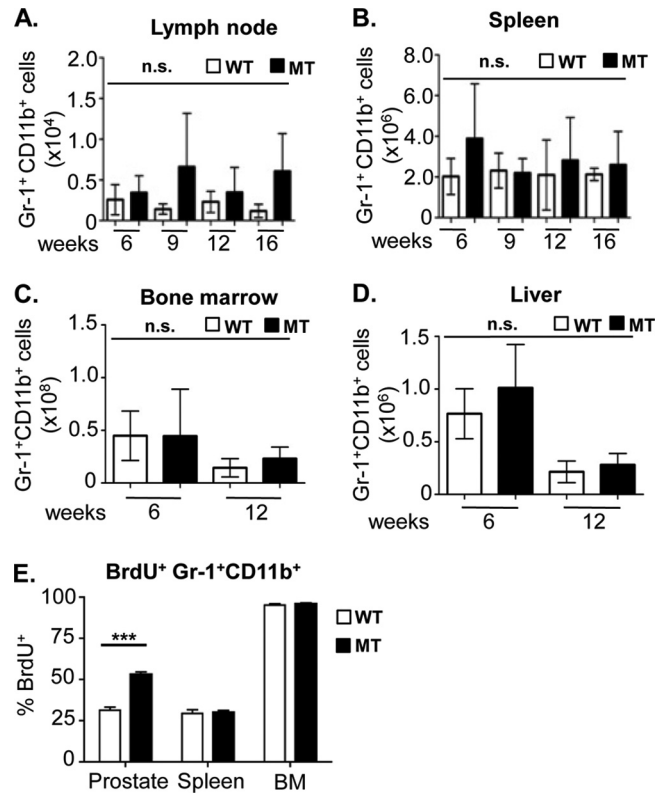 A.
Lymph node
n.s.
WT
MT
Gr-1⁺ CD11b⁺ cells
(x10⁴)
2.0
1.5
1.0
0.5
0
weeks 6 9 12 16
B.
Spleen
n.s.
WT
MT
Gr-1⁺ CD11b⁺ cells
(x10⁶)
8.0
6.0
4.0
2.0
0
weeks 6 9 12 16
C.
Bone marrow
n.s.
WT
MT
Gr-1⁺CD11b⁺ cells
(x10⁸)
1.5
1.0
0.5
0
weeks 6 12
D.
Liver
n.s.
WT
MT
Gr-1⁺CD11b⁺ cells
(x10⁶)
1.5
1.0
0.5
0
weeks 6 12
E.
BrdU⁺ Gr-1⁺CD11b⁺
WT
MT
% BrdU⁺
100
75
50
25
0
***
Prostate Spleen BM